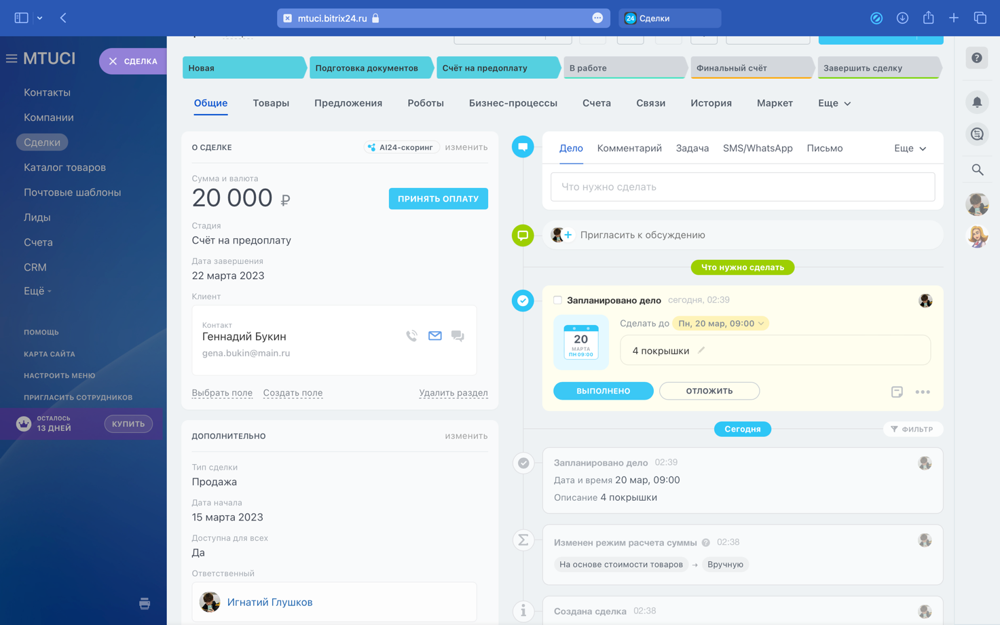 mtuci.bitrix24.ru
24 Сделки
MTUCI
СДЕЛКА
Контакты
Компании
Сделки
Каталог товаров
Почтовые шаблоны
Лиды
Счета
CRM
Ещё
ПОМОЩЬ
КАРТА САЙТА
НАСТРОИТЬ МЕНЮ
ПРИГЛАСИТЬ СОТРУДНИКОВ
ОСТАЛОСЬ
13 ДНЕЙ
КУПИТЬ
Новая
Подготовка документов
Счёт на предоплату
В работе
Финальный счёт
Завершить сделку
Общие Товары Предложения Роботы Бизнес-процессы Счета Связи История Маркет Еще
О СДЕЛКЕ
AI24-скоринг
изменить
Сумма и валюта
20 000 ₽
ПРИНЯТЬ ОПЛАТУ
Стадия
Счёт на предоплату
Дата завершения
22 марта 2023
Клиент
Контакт
Геннадий Букин
gena.bukin@main.ru
Выбрать поле Создать поле Удалить раздел
ДОПОЛНИТЕЛЬНО
изменить
Тип сделки
Продажа
Дата начала
15 марта 2023
Доступна для всех
Да
Ответственный
Игнатий Глушков
Дело Комментарий Задача SMS/WhatsApp Письмо Еще
Что нужно сделать
Пригласить к обсуждению
Что нужно сделать
Запланировано дело сегодня, 02:39
20
МАРТА
ПН 09:00
Сделать до Пн, 20 мар, 09:00
4 покрышки
ВЫПОЛНЕНО
ОТЛОЖИТЬ
Сегодня
ФИЛЬТР
Запланировано дело 02:39
Дата и время 20 мар, 09:00
Описание 4 покрышки
Изменен режим расчета суммы ? 02:38
На основе стоимости товаров → Вручную
Создана сделка 02:38